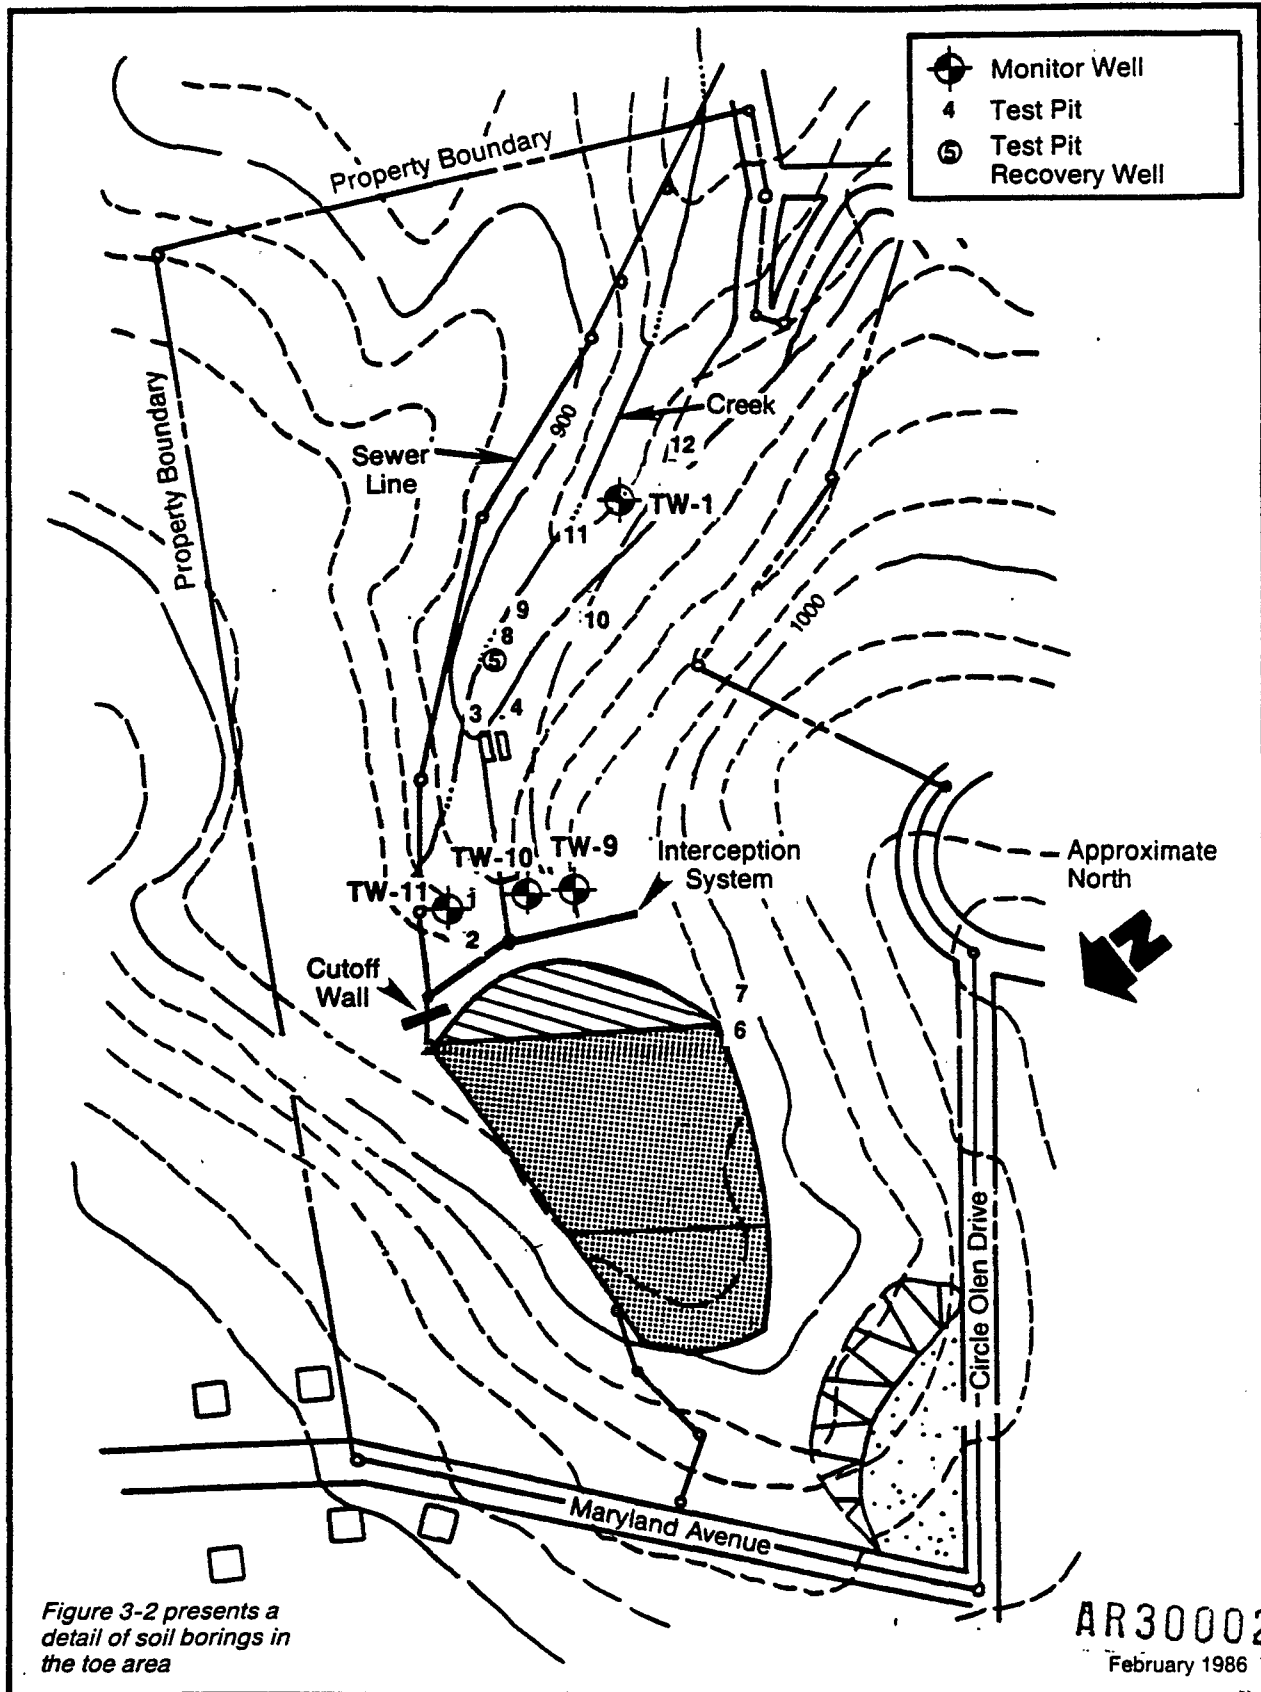 Monitor Well
4 Test Pit
5 Test Pit
Recovery Well
Property Boundary
Property Boundary
900
Creek
Sewer
Line
12
TW-1
11
1000
9
10
8
5
3
4
TW-10
TW-9
Interception
System
Approximate
North
TW-11
1
2
N
Cutoff
Wall
7
6
Circle Olen Drive
Maryland Avenue
Figure 3-2 presents a
detail of soil borings in
the toe area
AR30002
February 1986